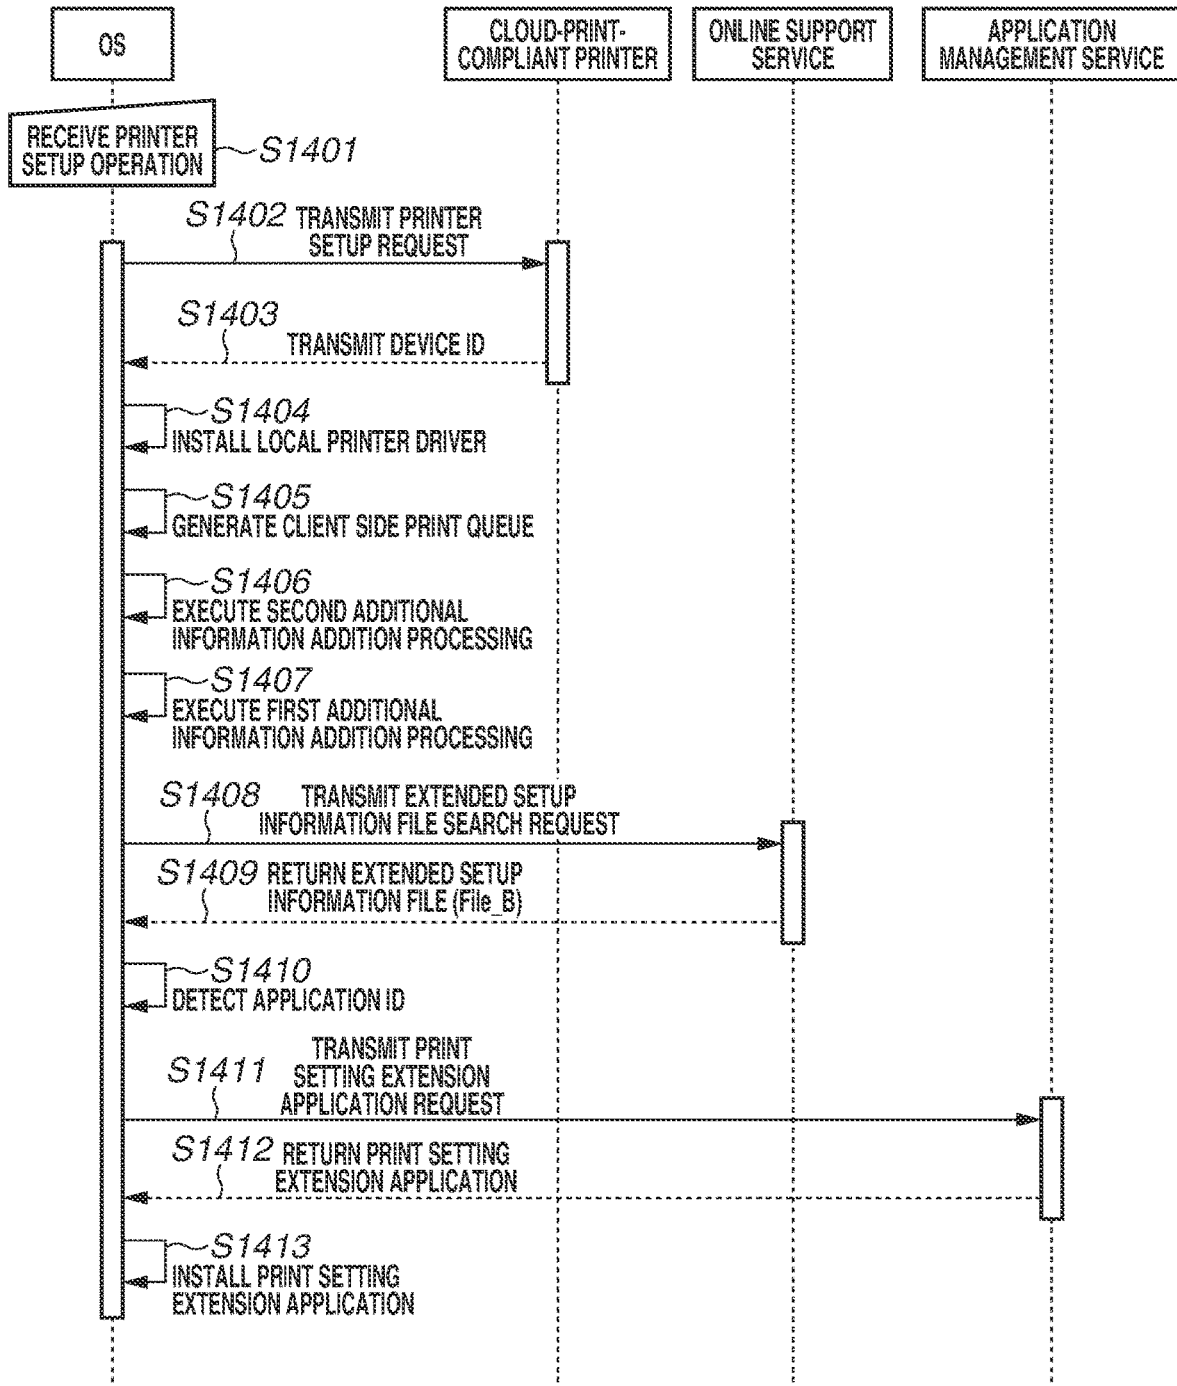 OS
CLOUD-PRINT-
COMPLIANT PRINTER
ONLINE SUPPORT
SERVICE
APPLICATION
MANAGEMENT SERVICE
RECEIVE PRINTER
SETUP OPERATION
S1401
S1402
TRANSMIT PRINTER
SETUP REQUEST
S1403
TRANSMIT DEVICE ID
S1404
INSTALL LOCAL PRINTER DRIVER
S1405
GENERATE CLIENT SIDE PRINT QUEUE
S1406
EXECUTE SECOND ADDITIONAL
INFORMATION ADDITION PROCESSING
S1407
EXECUTE FIRST ADDITIONAL
INFORMATION ADDITION PROCESSING
S1408
TRANSMIT EXTENDED SETUP
INFORMATION FILE SEARCH REQUEST
S1409
RETURN EXTENDED SETUP
INFORMATION FILE (File_B)
S1410
DETECT APPLICATION ID
S1411
TRANSMIT PRINT
SETTING EXTENSION
APPLICATION REQUEST
S1412
RETURN PRINT SETTING
EXTENSION APPLICATION
S1413
INSTALL PRINT SETTING
EXTENSION APPLICATION